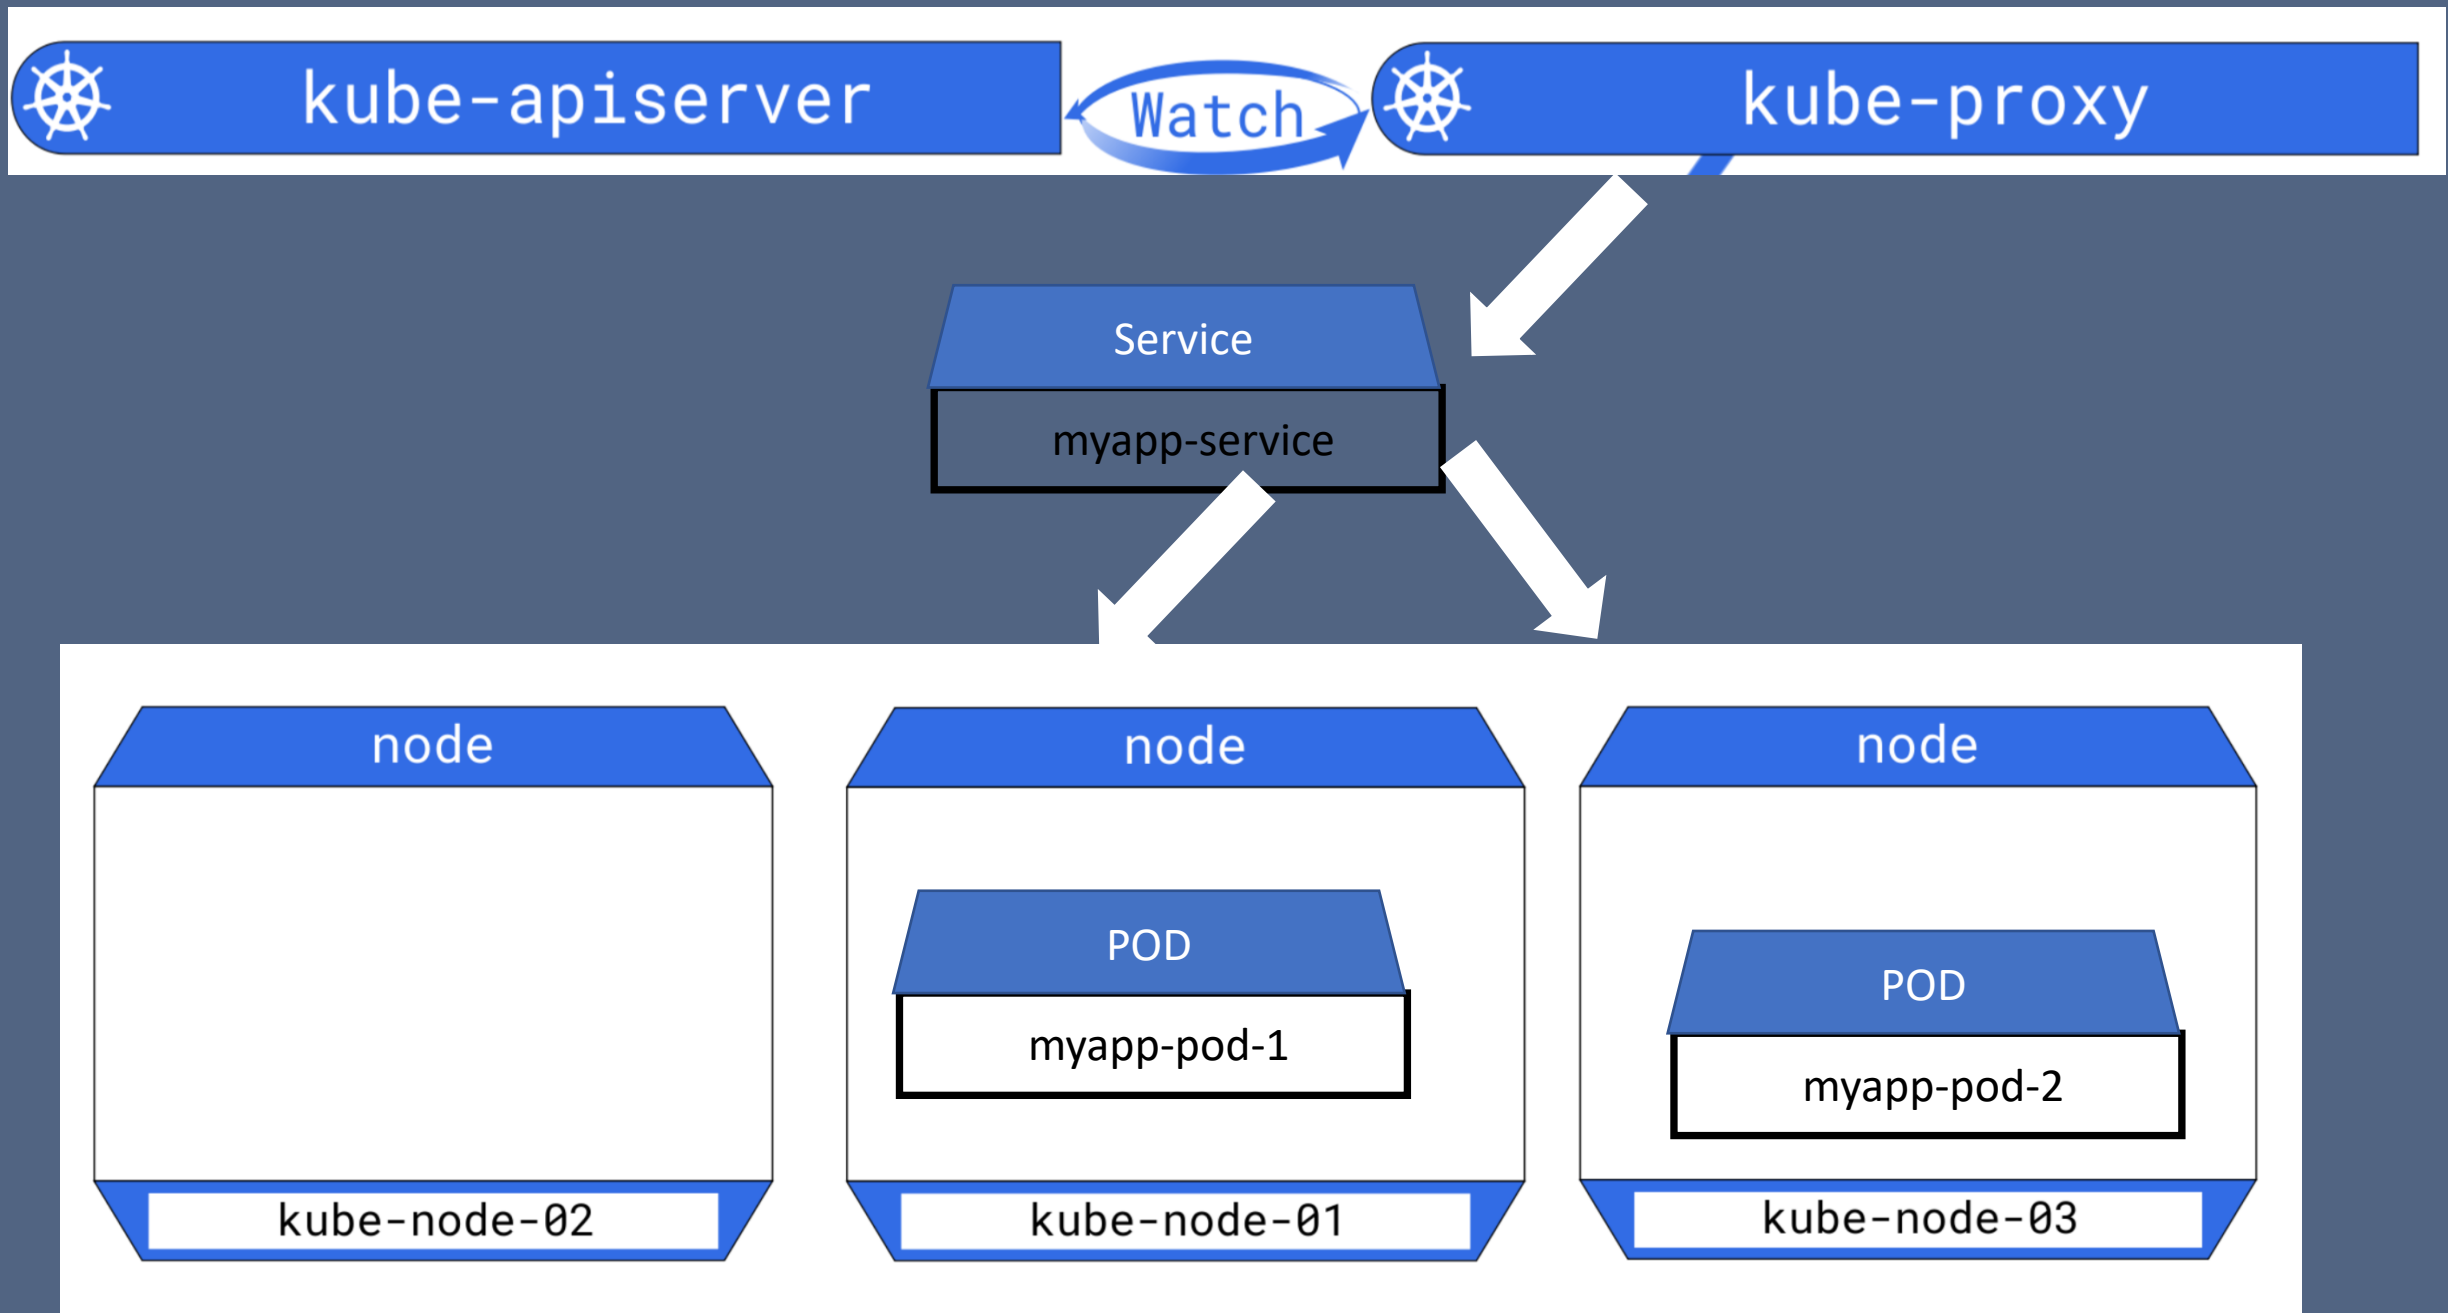 kube-apiserver
Watch
kube-proxy
Service
myapp-service
node
node
node
POD
myapp-pod-1
POD
myapp-pod-2
kube-node-02
kube-node-01
kube-node-03